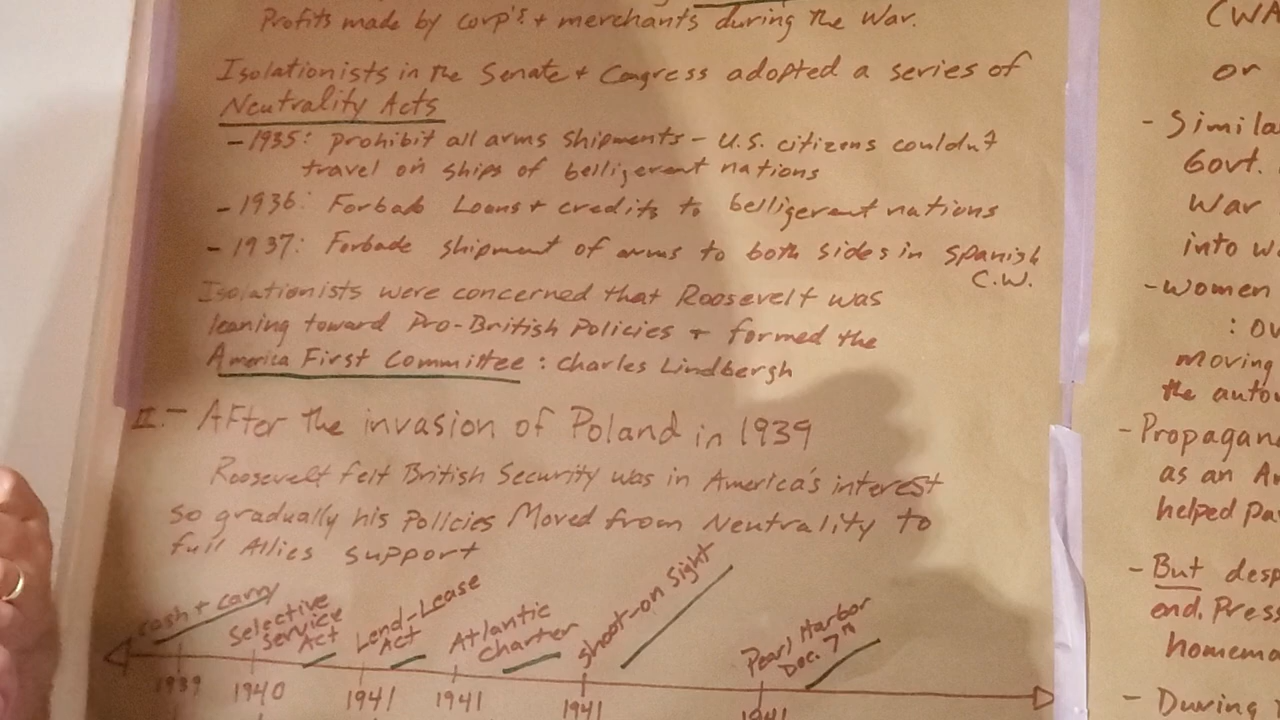 Profits made by corp's + merchants during the War.
Isolationists in the Senate + Congress adopted a series of
Neutrality Acts
- 1935: Prohibit all arms shipments - U.S. citizens couldn't
travel on ships of belligerent nations
- 1936: Forbab Loans + credits to belligerent nations
- 1937: Forbade shipment of arms to both sides in Spanish
C.W.
Isolationists were concerned that Roosevelt was
leaning toward Pro-British Policies + formed the
America First Committee : Charles Lindbergh
II. - After the invasion of Poland in 1939
Roosevelt felt British Security was in America's interest
so gradually his Policies Moved from Neutrality to
full Allies support
cash + carry
Selective
Service
Act
Lend-Lease
Act
Atlantic
Charter
Shoot-on Sight
Pearl Harbor
Dec. 7th
1939
1940
1941
1941
1941
1941
(WA
or
- Simila
Govt.
War
into w
- women
: ov
moving
the auto
- Propagan
as an A
helped Pa
- But desp
end. Press
homema
- During